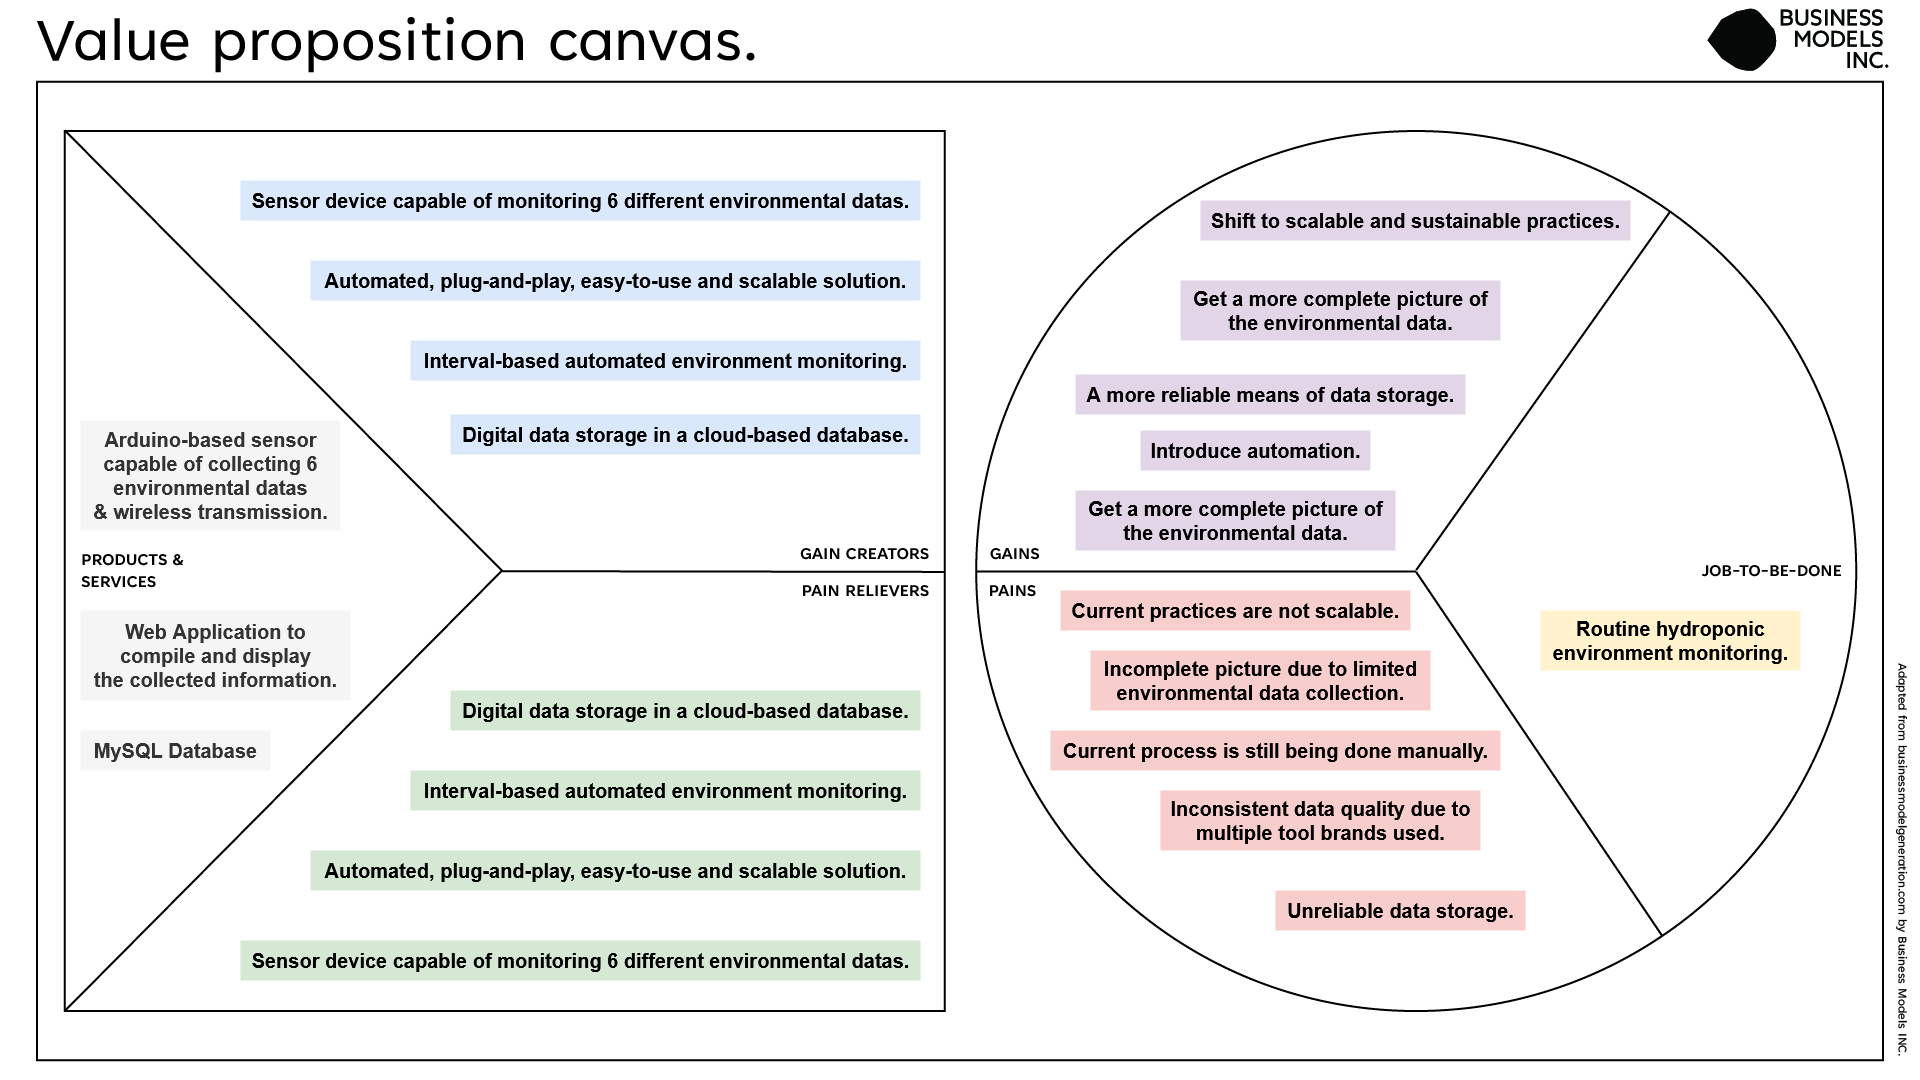 Value proposition canvas.
BUSINESS
MODELS
INC.
Sensor device capable of monitoring 6 different environmental datas.
Automated, plug-and-play, easy-to-use and scalable solution.
Interval-based automated environment monitoring.
Digital data storage in a cloud-based database.
GAIN CREATORS
Arduino-based sensor
capable of collecting 6
environmental datas
& wireless transmission.
PRODUCTS &
SERVICES
Web Application to
compile and display
the collected information.
MySQL Database
PAIN RELIEVERS
Digital data storage in a cloud-based database.
Interval-based automated environment monitoring.
Automated, plug-and-play, easy-to-use and scalable solution.
Sensor device capable of monitoring 6 different environmental datas.
Shift to scalable and sustainable practices.
Get a more complete picture of
the environmental data.
A more reliable means of data storage.
Introduce automation.
Get a more complete picture of
the environmental data.
GAINS
PAINS
Current practices are not scalable.
Incomplete picture due to limited
environmental data collection.
Current process is still being done manually.
Inconsistent data quality due to
multiple tool brands used.
Unreliable data storage.
JOB-TO-BE-DONE
Routine hydroponic
environment monitoring.
Adapted from businessmodelgeneration.com by Business Models INC.